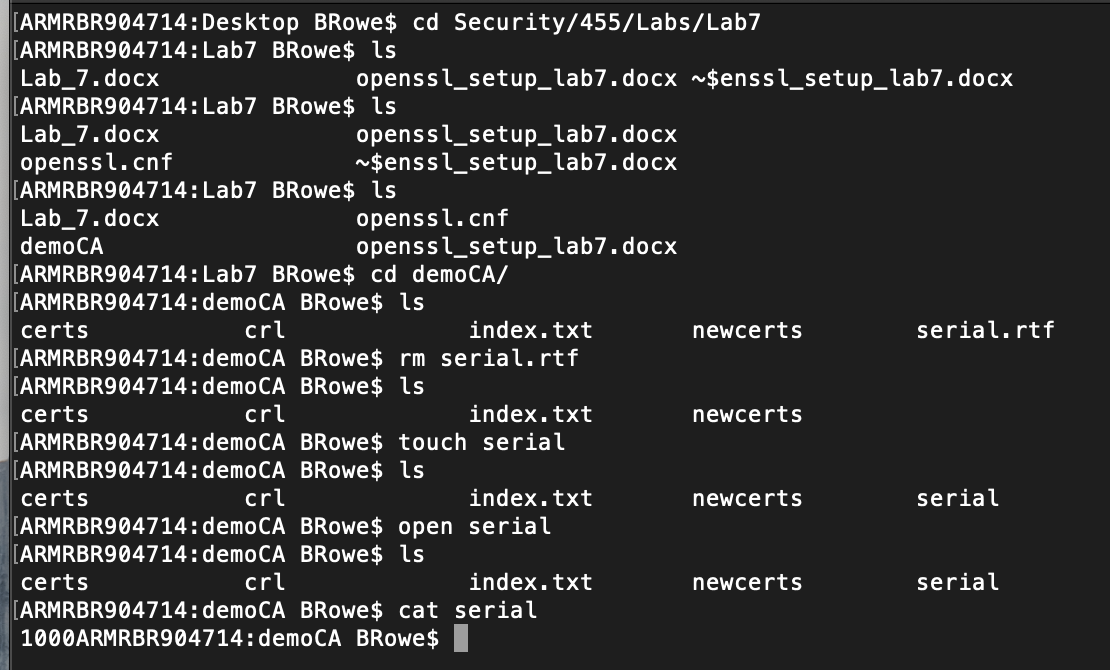 [ARMRBR904714:Desktop BRowe$ cd Security/455/Labs/Lab7
[ARMRBR904714:Lab7 BRowe$ ls
Lab_7.docx              openssl_setup_lab7.docx ~$enssl_setup_lab7.docx
[ARMRBR904714:Lab7 BRowe$ ls
Lab_7.docx              openssl_setup_lab7.docx
openssl.cnf             ~$enssl_setup_lab7.docx
[ARMRBR904714:Lab7 BRowe$ ls
Lab_7.docx              openssl.cnf
demoCA                  openssl_setup_lab7.docx
[ARMRBR904714:Lab7 BRowe$ cd demoCA/
[ARMRBR904714:demoCA BRowe$ ls
certs           crl             index.txt       newcerts        serial.rtf
[ARMRBR904714:demoCA BRowe$ rm serial.rtf
[ARMRBR904714:demoCA BRowe$ ls
certs           crl             index.txt       newcerts
[ARMRBR904714:demoCA BRowe$ touch serial
[ARMRBR904714:demoCA BRowe$ ls
certs           crl             index.txt       newcerts        serial
[ARMRBR904714:demoCA BRowe$ open serial
[ARMRBR904714:demoCA BRowe$ ls
certs           crl             index.txt       newcerts        serial
[ARMRBR904714:demoCA BRowe$ cat serial
1000ARMRBR904714:demoCA BRowe$